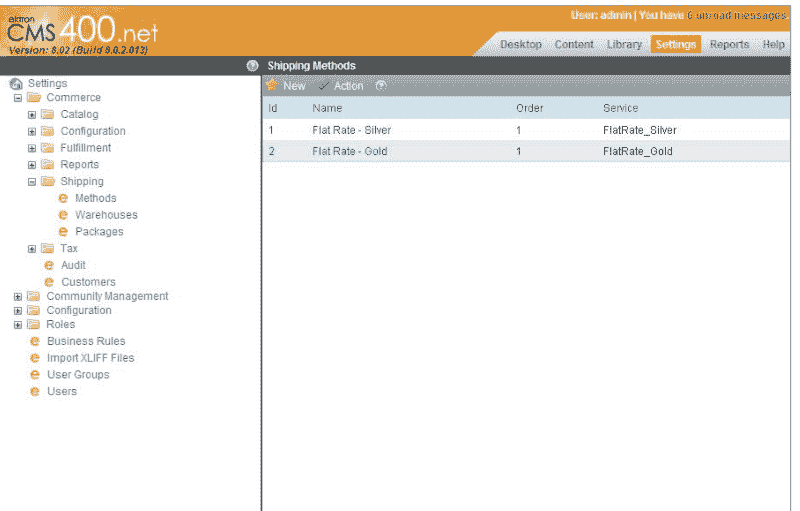 User: admin | You have 6 unread messages
ektron
CMS400.net
Version: 8.02 (Build 8.0.2.013)
Desktop Content Library Settings Reports Help
Shipping Methods
New Action
Settings
Commerce
Catalog
Configuration
Fulfillment
Reports
Shipping
Methods
Warehouses
Packages
Tax
Audit
Customers
Community Management
Configuration
Roles
Business Rules
Import XLIFF Files
User Groups
Users
Id Name Order Service
1 Flat Rate - Silver 1 FlatRate_Silver
2 Flat Rate - Gold 1 FlatRate_Gold